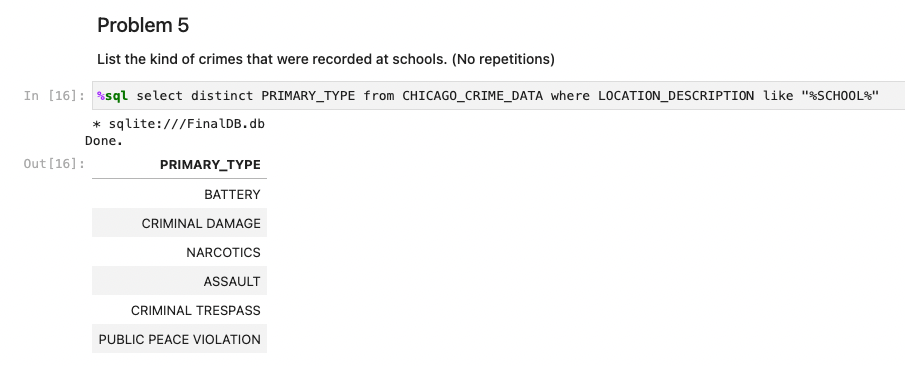 Problem 5
List the kind of crimes that were recorded at schools. (No repetitions)
In [16]: %sql select distinct PRIMARY_TYPE from CHICAGO_CRIME_DATA where LOCATION_DESCRIPTION like "%SCHOOL%"
* sqlite:///FinalDB.db
Done.
Out[16]: PRIMARY_TYPE
BATTERY
CRIMINAL DAMAGE
NARCOTICS
ASSAULT
CRIMINAL TRESPASS
PUBLIC PEACE VIOLATION